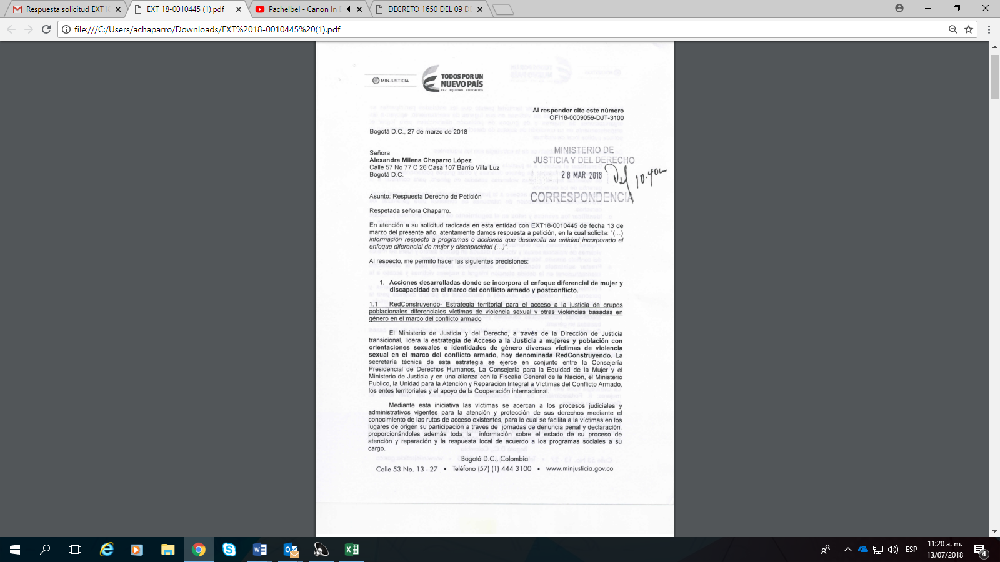 Respuesta solicitud EXT18
EXT 18-0010445 (1).pdf
Pachelbel - Canon In
DECRETO 1650 DEL 09 DE
file:///C:/Users/achaparro/Downloads/EXT%2018-0010445%20(1).pdf
MINJUSTICIA
TODOS POR UN
NUEVO PAÍS
PAZ EQUIDAD EDUCACIÓN
Al responder cite este número
OFI18-0009059-DJT-3100
Bogotá D.C., 27 de marzo de 2018
MINISTERIO DE
JUSTICIA Y DEL DERECHO
28 MAR 2018
CORRESPONDENCIA
Señora
Alexandra Milena Chaparro López
Calle 57 No 77 C 26 Casa 107 Barrio Villa Luz
Bogotá D.C.
Asunto: Respuesta Derecho de Petición
Respetada señora Chaparro.
En atención a su solicitud radicada en esta entidad con EXT18-0010445 de fecha 13 de
marzo del presente año, atentamente damos respuesta a petición, en la cual solicita: "(…)
información respecto a programas o acciones que desarrolla su entidad incorporado el
enfoque diferencial de mujer y discapacidad (…)".
Al respecto, me permito hacer las siguientes precisiones:
1. Acciones desarrolladas donde se incorpora el enfoque diferencial de mujer y
discapacidad en el marco del conflicto armado y postconflicto.
1.1 RedConstruyendo- Estrategia territorial para el acceso a la justicia de grupos
poblacionales diferenciales víctimas de violencia sexual y otras violencias basadas en
género en el marco del conflicto armado
El Ministerio de Justicia y del Derecho, a través de la Dirección de Justicia
transicional, lidera la estrategia de Acceso a la Justicia a mujeres y población con
orientaciones sexuales e identidades de género diversas víctimas de violencia
sexual en el marco del conflicto armado, hoy denominada RedConstruyendo. La
secretaría técnica de esta estrategia se ejerce en conjunto entre la Consejería
Presidencial de Derechos Humanos, La Consejería para la Equidad de la Mujer y el
Ministerio de Justicia y en una alianza con la Fiscalía General de la Nación, el Ministerio
Publico, la Unidad para la Atención y Reparación Integral a Víctimas del Conflicto Armado,
los entes territoriales y el apoyo de la Cooperación internacional.
Mediante esta iniciativa las víctimas se acercan a los procesos judiciales y
administrativos vigentes para la atención y protección de sus derechos mediante el
conocimiento de las rutas de acceso existentes, para lo cual se facilita a la víctimas en los
lugares de origen su participación a través de jornadas de denuncia penal y declaración,
proporcionándoles además toda la información sobre el estado de su proceso de
atención y reparación y la respuesta local de acuerdo a los programas sociales a su
cargo.
Bogotá D.C., Colombia
Calle 53 No. 13 - 27 • Teléfono (57) (1) 444 3100 • www.minjusticia.gov.co
ESP
11:20 a. m.
13/07/2018
4